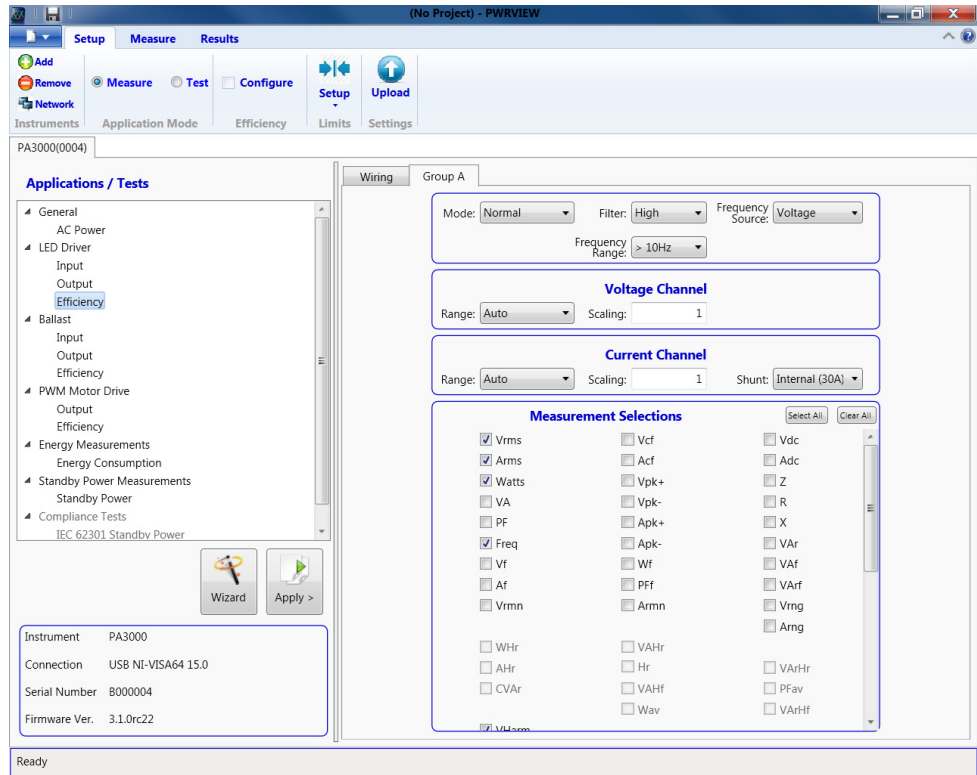 (No Project) - PWRVIEW
Setup Measure Results
Add
Remove
Network
Measure Test
Configure
Setup
Upload
Instruments Application Mode Efficiency Limits Settings
PA3000(0004)
Applications / Tests
General
AC Power
LED Driver
Input
Output
Efficiency
Ballast
Input
Output
Efficiency
PWM Motor Drive
Output
Efficiency
Energy Measurements
Energy Consumption
Standby Power Measurements
Standby Power
Compliance Tests
IEC 62301 Standby Power
Wizard
Apply >
Instrument PA3000
Connection USB NI-VISA64 15.0
Serial Number B000004
Firmware Ver. 3.1.0rc22
Wiring Group A
Mode: Normal Filter: High Frequency Source: Voltage
Frequency Range: > 10Hz
Voltage Channel
Range: Auto Scaling: 1
Current Channel
Range: Auto Scaling: 1 Shunt: Internal (30A)
Measurement Selections Select All Clear All
Vrms Vcf Vdc
Arms Acf Adc
Watts Vpk+ Z
VA Vpk- R
PF Apk+ X
Freq Apk- VAr
Vf Wf VAf
Af PFf VArf
Vrmn Armn Vrng
Arng
WHr VAHr
AHr Hr VArHr
CVAr VAHf PFav
Wav VArHf
VHarm
Ready